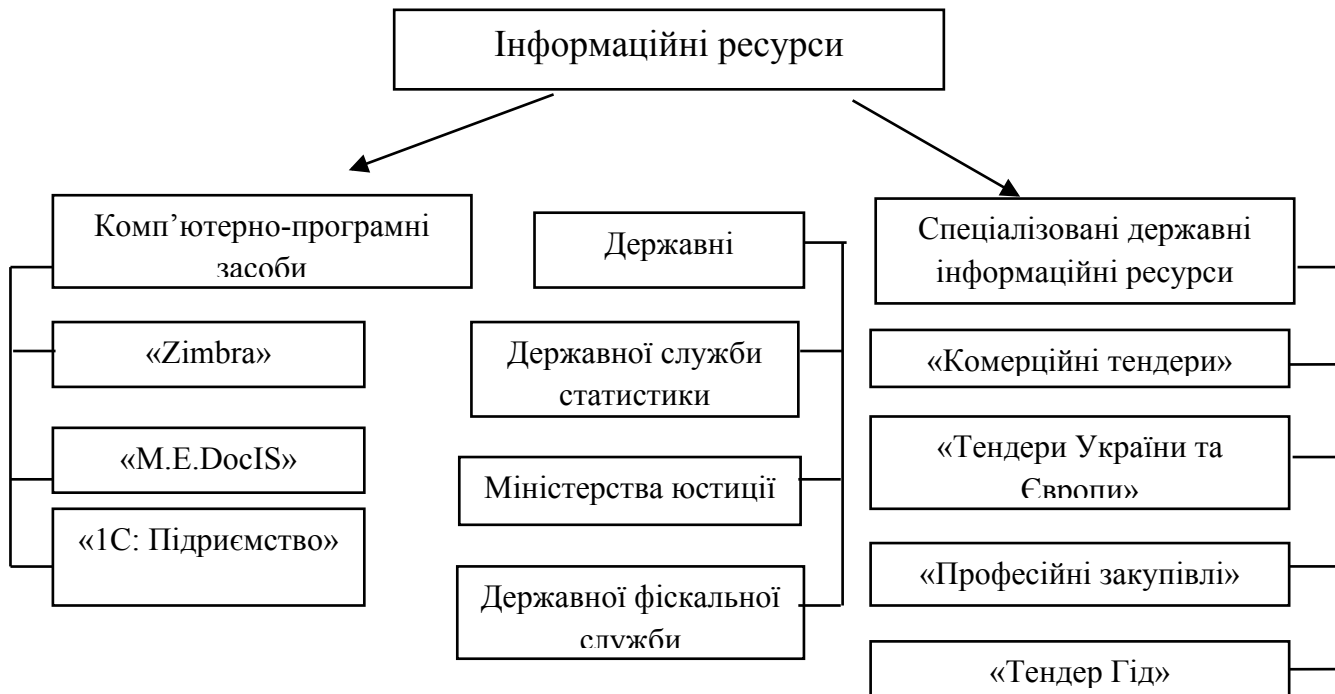 Інформаційні ресурси
Комп’ютерно-програмні
засоби
«Zimbra»
«M.E.DocIS»
«1С: Підриємство»
Державні
Державної служби
статистики
Міністерства юстиції
Державної фіскальної
служби
Спеціалізовані державні
інформаційні ресурси
«Комерційні тендери»
«Тендери України та
Європи»
«Професійні закупівлі»
«Тендер Гід»